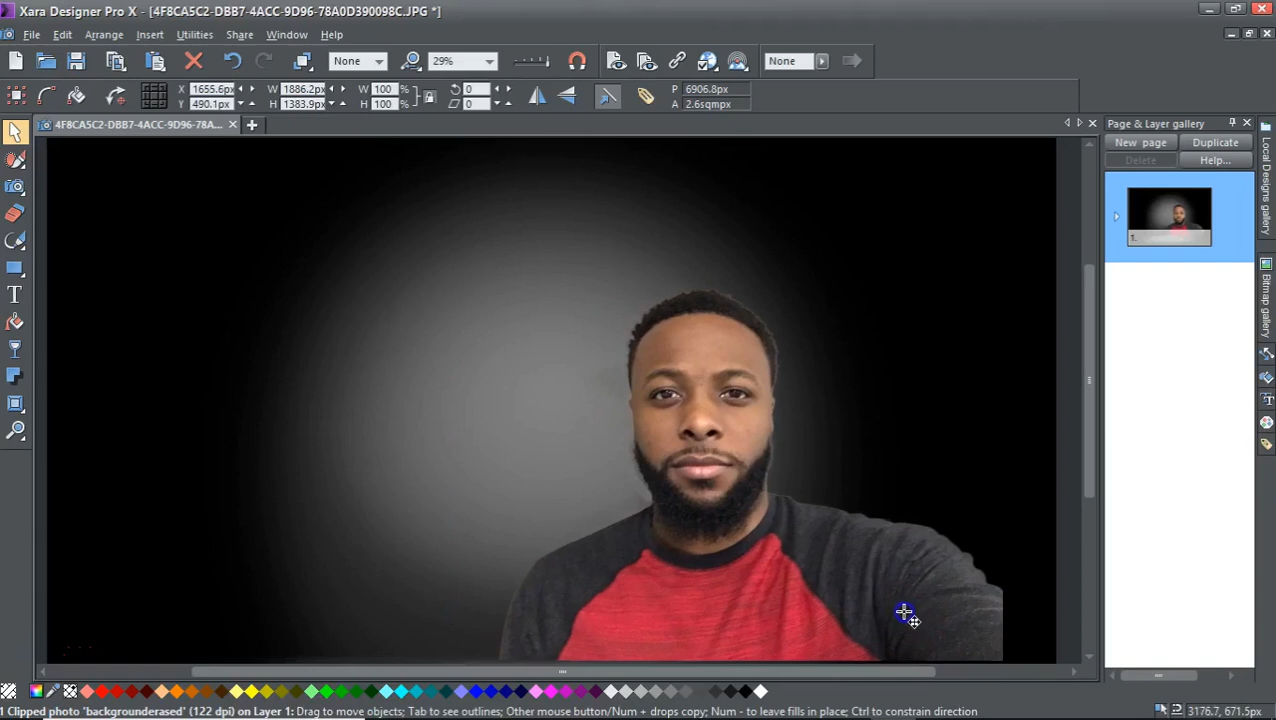 Xara Designer Pro X - [4F8CA5C2-DBB7-4ACC-9D96-78A0D390098C.JPG *]
File Edit Arrange Insert Utilities Share Window Help
None 29% None
X 1655.6px W 1886.2px W 100 % 0 P 6906.8px
Y 490.1px H 1383.9px H 100 0 A 2.6sqmpx
4F8CA5C2-DBB7-4ACC-9D96-78A...
Page & Layer gallery
New page Duplicate
Delete Help...
1.
Local Designs gallery
Bitmap gallery
1 Clipped photo "backgrounderased" (122 dpi) on Layer 1: Drag to move objects; Tab to see outlines; Other mouse button/Num + drops copy; Num - to leave fills in place; Ctrl to constrain direction
3176.7, 671.5px